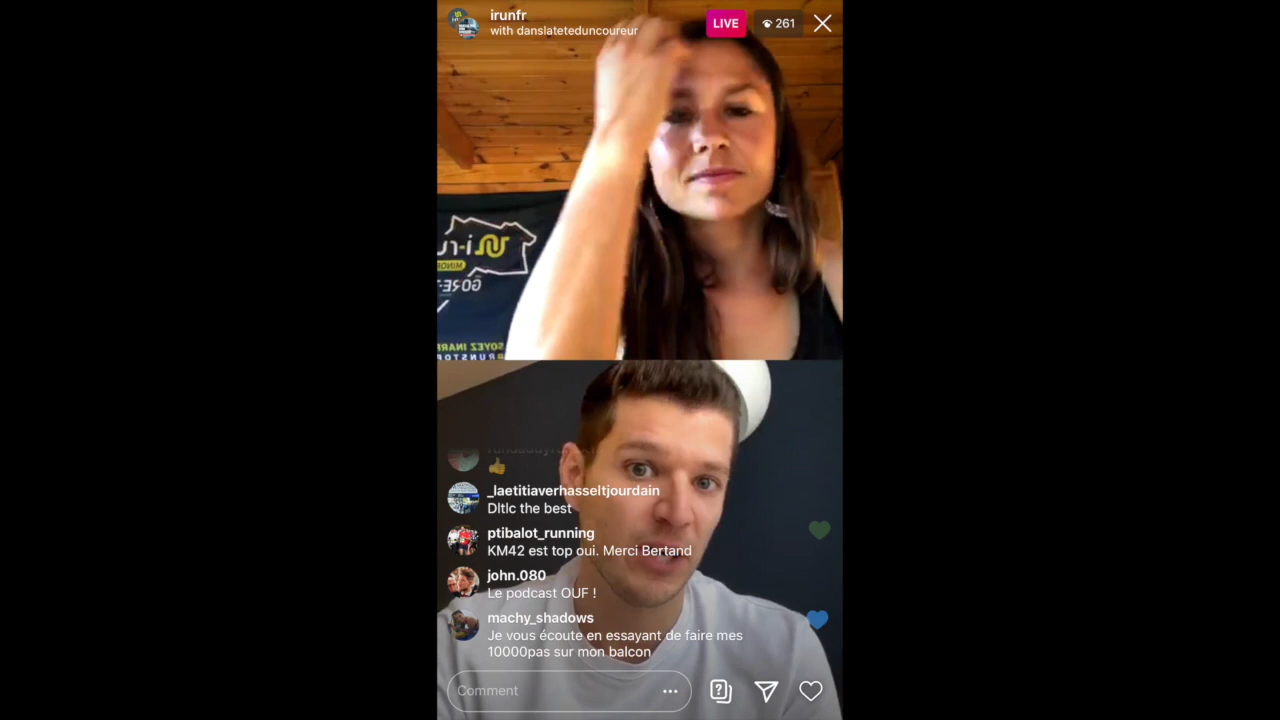 irunfr
with danslateteduncoureur
LIVE
261
_laetitiaverhasseltjourdain
Dltlc the best
ptibalot_running
KM42 est top oui. Merci Bertand
john.080
Le podcast OUF !
machy_shadows
Je vous écoute en essayant de faire mes
10000pas sur mon balcon
Comment